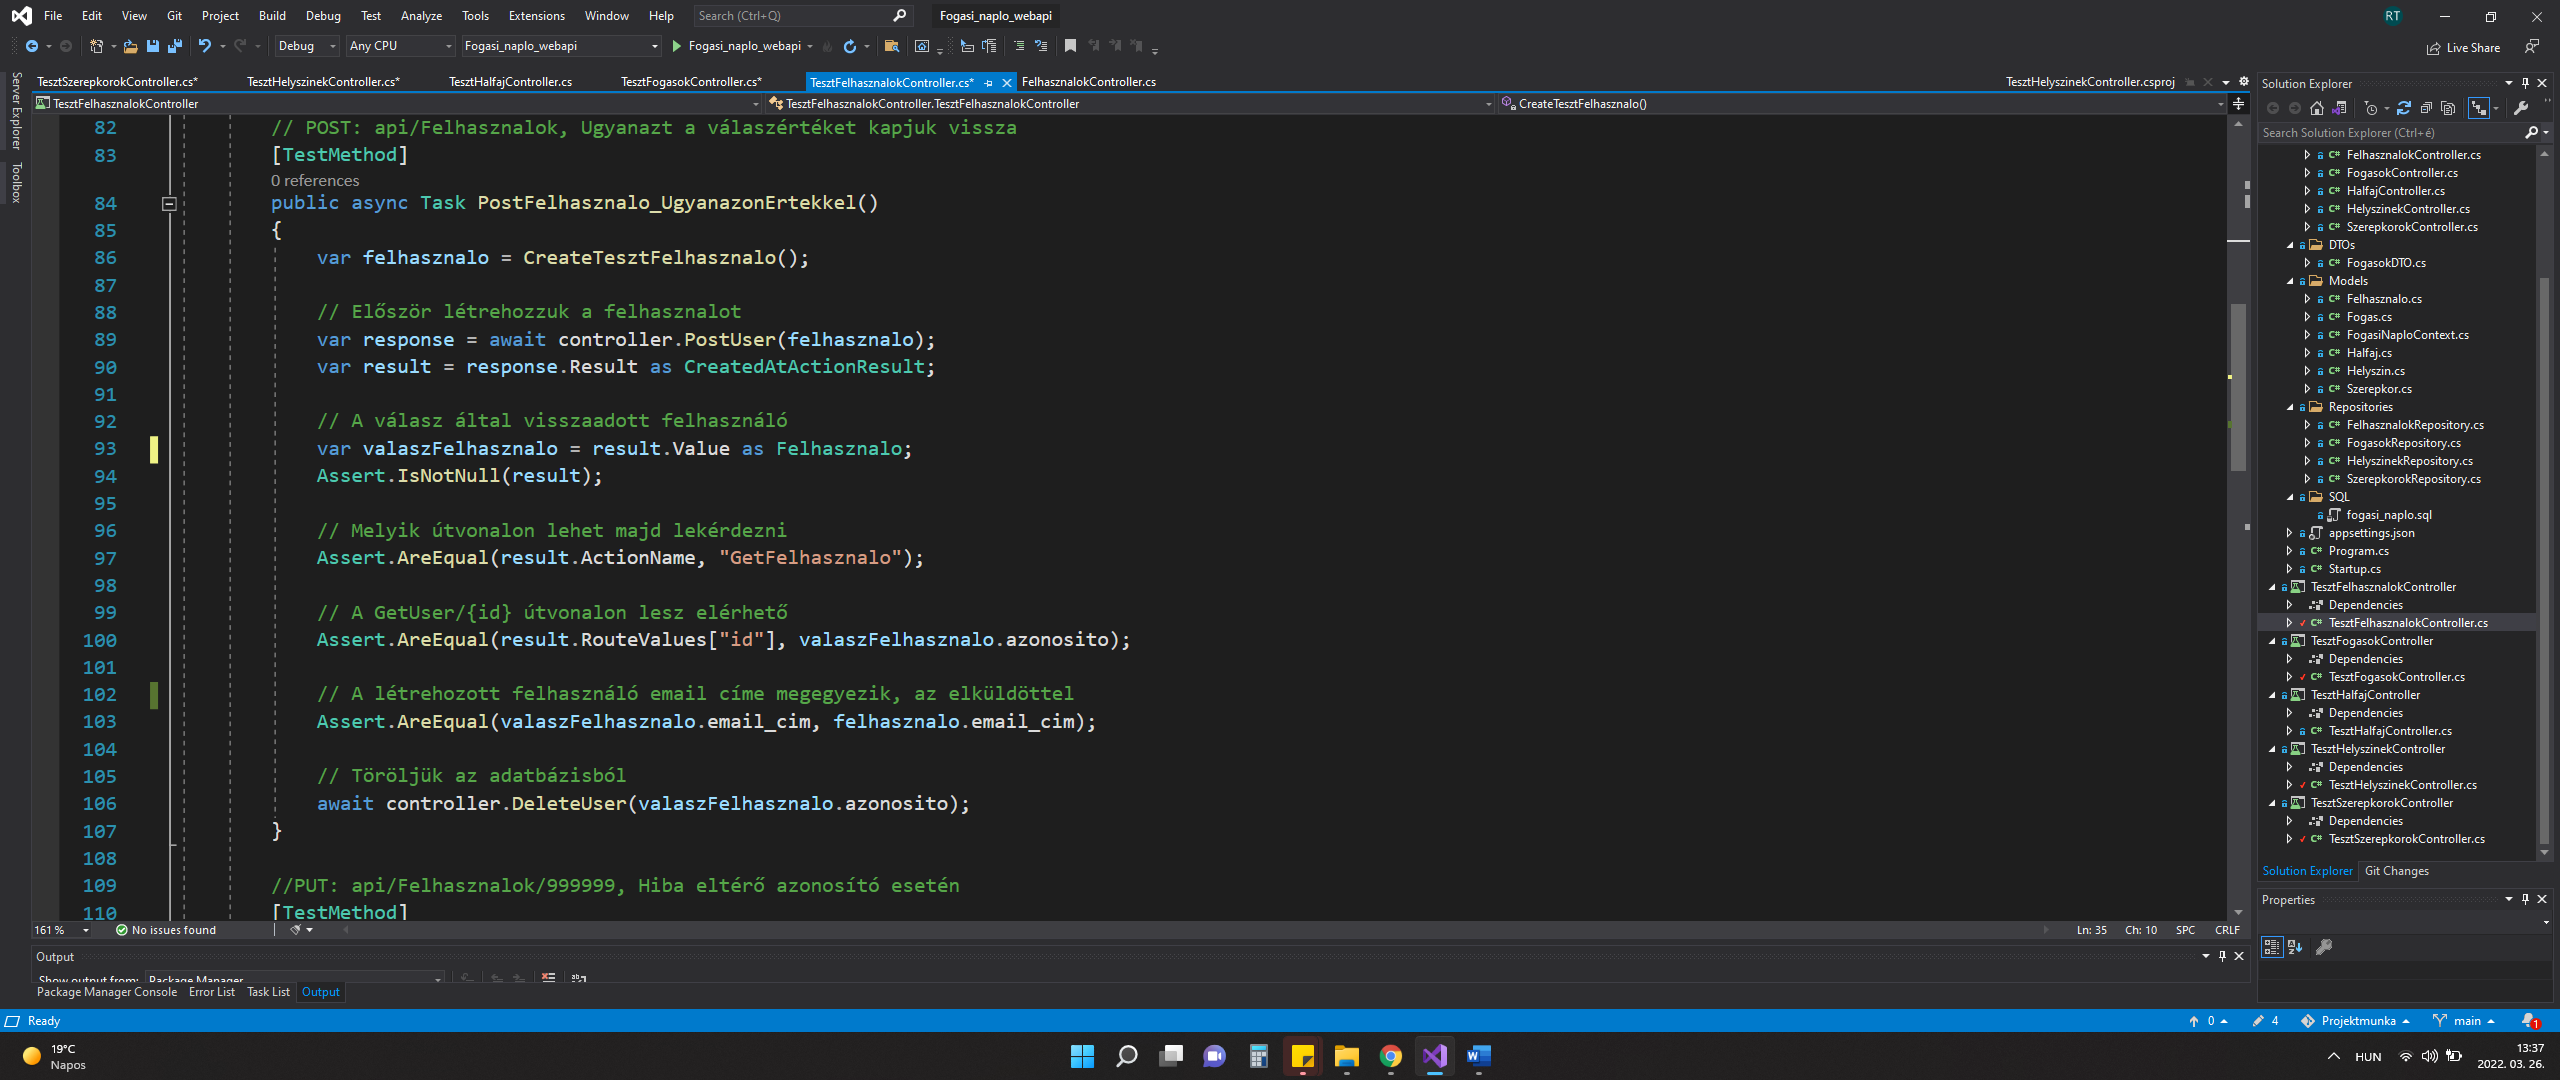 File Edit View Git Project Build Debug Test Analyze Tools Extensions Window Help Search (Ctrl+Q) Fogasi_naplo_webapi RT
Debug Any CPU Fogasi_naplo_webapi Fogasi_naplo_webapi Live Share
Server Explorer
Toolbox
TesztSzerepkorokController.cs* TesztHelyszinekController.cs* TesztHalfajController.cs TesztFogasokController.cs* TesztFelhasznalokController.cs* FelhasznalokController.cs TesztHelyszinekController.csproj
TesztFelhasznalokController TesztFelhasznalokController.TesztFelhasznalokController CreateTesztFelhasznalo()
82 // POST: api/Felhasznalok, Ugyanazt a válaszértéket kapjuk vissza
83 [TestMethod]
0 references
84 public async Task PostFelhasznalo_UgyanazonErtekkel()
85 {
86 var felhasznalo = CreateTesztFelhasznalo();
87
88 // Először létrehozzuk a felhasznalot
89 var response = await controller.PostUser(felhasznalo);
90 var result = response.Result as CreatedAtActionResult;
91
92 // A válasz által visszaadott felhasználó
93 var valaszFelhasznalo = result.Value as Felhasznalo;
94 Assert.IsNotNull(result);
95
96 // Melyik útvonalon lehet majd lekérdezni
97 Assert.AreEqual(result.ActionName, "GetFelhasznalo");
98
99 // A GetUser/{id} útvonalon lesz elérhető
100 Assert.AreEqual(result.RouteValues["id"], valaszFelhasznalo.azonosito);
101
102 // A létrehozott felhasználó email címe megegyezik, az elküldöttel
103 Assert.AreEqual(valaszFelhasznalo.email_cim, felhasznalo.email_cim);
104
105 // Töröljük az adatbázisból
106 await controller.DeleteUser(valaszFelhasznalo.azonosito);
107 }
108
109 //PUT: api/Felhasznalok/999999, Hiba eltérő azonosító esetén
110 [TestMethod]
161 % No issues found Ln: 35 Ch: 10 SPC CRLF
Output
Show output from: Package Manager
Package Manager Console Error List Task List Output
Solution Explorer
Search Solution Explorer (Ctrl+é)
C# FelhasznalokController.cs
C# FogasokController.cs
C# HalfajController.cs
C# HelyszinekController.cs
C# SzerepkorokController.cs
DTOs
C# FogasokDTO.cs
Models
C# Felhasznalo.cs
C# Fogas.cs
C# FogasiNaploContext.cs
C# Halfaj.cs
C# Helyszin.cs
C# Szerepkor.cs
Repositories
C# FelhasznalokRepository.cs
C# FogasokRepository.cs
C# HelyszinekRepository.cs
C# SzerepkorokRepository.cs
SQL
fogasi_naplo.sql
appsettings.json
C# Program.cs
C# Startup.cs
TesztFelhasznalokController
Dependencies
C# TesztFelhasznalokController.cs
TesztFogasokController
Dependencies
C# TesztFogasokController.cs
TesztHalfajController
Dependencies
C# TesztHalfajController.cs
TesztHelyszinekController
Dependencies
C# TesztHelyszinekController.cs
TesztSzerepkorokController
Dependencies
C# TesztSzerepkorokController.cs
Solution Explorer Git Changes
Properties
Ready 0 4 Projektmunka main 1
19°C
Napos
HUN
13:37
2022. 03. 26.